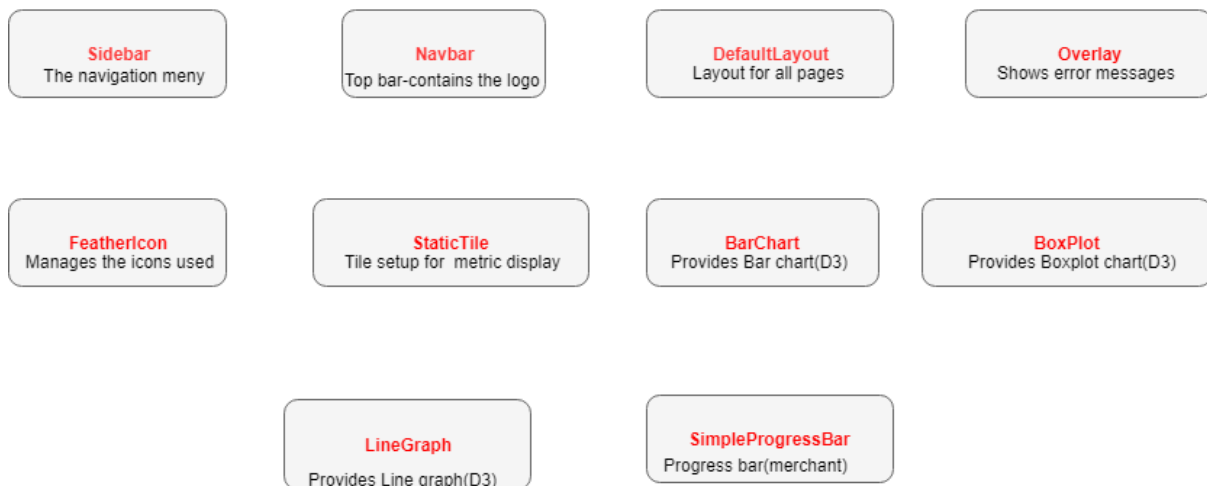 Sidebar
The navigation meny
Navbar
Top bar-contains the logo
DefaultLayout
Layout for all pages
Overlay
Shows error messages
FeatherIcon
Manages the icons used
StaticTile
Tile setup for metric display
BarChart
Provides Bar chart(D3)
BoxPlot
Provides Boxplot chart(D3)
LineGraph
Provides Line graph(D3)
SimpleProgressBar
Progress bar(merchant)